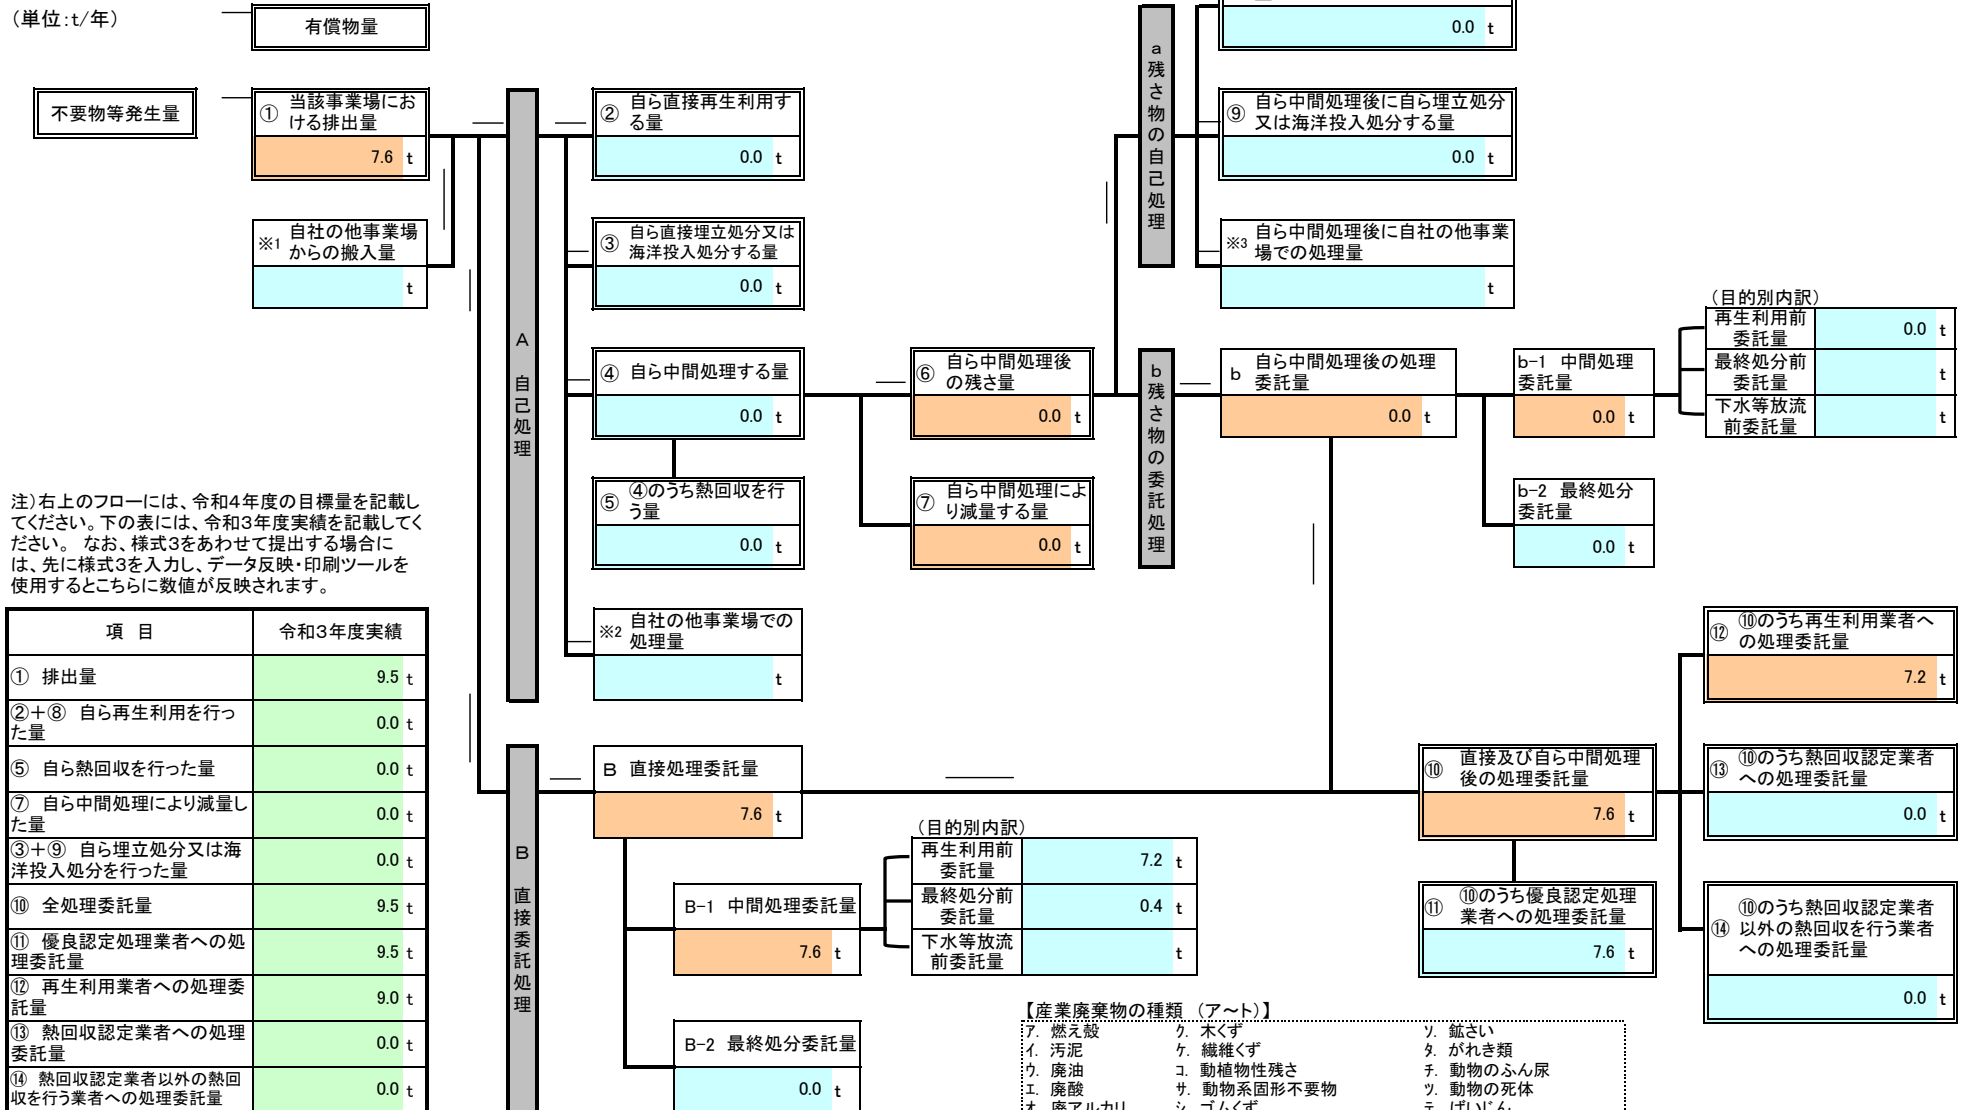 （単位：t/年）
有償物量
不要物等発生量
① 当該事業場にお
ける排出量
7.6 t
※1 自社の他事業場
からの搬入量
t
A 自己処理
② 自ら直接再生利用す
る量
0.0 t
③ 自ら直接埋立処分又は
海洋投入処分する量
0.0 t
④ 自ら中間処理する量
0.0 t
⑤ ④のうち熱回収を行
う量
0.0 t
※2 自社の他事業場での
処理量
t
⑥ 自ら中間処理後
の残さ量
0.0 t
⑦ 自ら中間処理によ
り減量する量
0.0 t
a 残さ物の自己処理
0.0 t
⑨ 自ら中間処理後に自ら埋立処分
又は海洋投入処分する量
0.0 t
※3 自ら中間処理後に自社の他事業
場での処理量
t
b 残さ物の委託処理
b 自ら中間処理後の処理
委託量
0.0 t
b-1 中間処理
委託量
0.0 t
b-2 最終処分
委託量
0.0 t
（目的別内訳）
再生利用前
委託量
0.0 t
最終処分前
委託量
t
下水等放流
前委託量
t
注）右上のフローには、令和４年度の目標量を記載し
てください。下の表には、令和３年度実績を記載してく
ださい。 なお、様式３をあわせて提出する場合に
は、先に様式３を入力し、データ反映・印刷ツールを
使用するとこちらに数値が反映されます。
項 目 令和３年度実績
① 排出量 9.5 t
②＋⑧ 自ら再生利用を行っ
た量 0.0 t
⑤ 自ら熱回収を行った量 0.0 t
⑦ 自ら中間処理により減量し
た量 0.0 t
③＋⑨ 自ら埋立処分又は海
洋投入処分を行った量 0.0 t
⑩ 全処理委託量 9.5 t
⑪ 優良認定処理業者への処
理委託量 9.5 t
⑫ 再生利用業者への処理委
託量 9.0 t
⑬ 熱回収認定業者への処理
委託量 0.0 t
⑭ 熱回収認定業者以外の熱回
収を行う業者への処理委託量 0.0 t
B 直接委託処理
B 直接処理委託量
7.6 t
B-1 中間処理委託量
7.6 t
B-2 最終処分委託量
0.0 t
（目的別内訳）
再生利用前
委託量
7.2 t
最終処分前
委託量
0.4 t
下水等放流
前委託量
t
⑩ 直接及び自ら中間処理
後の処理委託量
7.6 t
⑪ ⑩のうち優良認定処理
業者への処理委託量
7.6 t
⑫ ⑩のうち再生利用業者へ
の処理委託量
7.2 t
⑬ ⑩のうち熱回収認定業者
への処理委託量
0.0 t
⑭ ⑩のうち熱回収認定業者
以外の熱回収を行う業者
への処理委託量
0.0 t
【産業廃棄物の種類 （ア～ト）】
ア. 燃え殻 ク. 木くず ソ. 鉱さい
イ. 汚泥 ケ. 繊維くず タ. がれき類
ウ. 廃油 コ. 動植物性残さ チ. 動物のふん尿
エ. 廃酸 サ. 動物系固形不要物 ツ. 動物の死体
オ. 廃アルカリ シ. ゴムくず テ. ばいじん